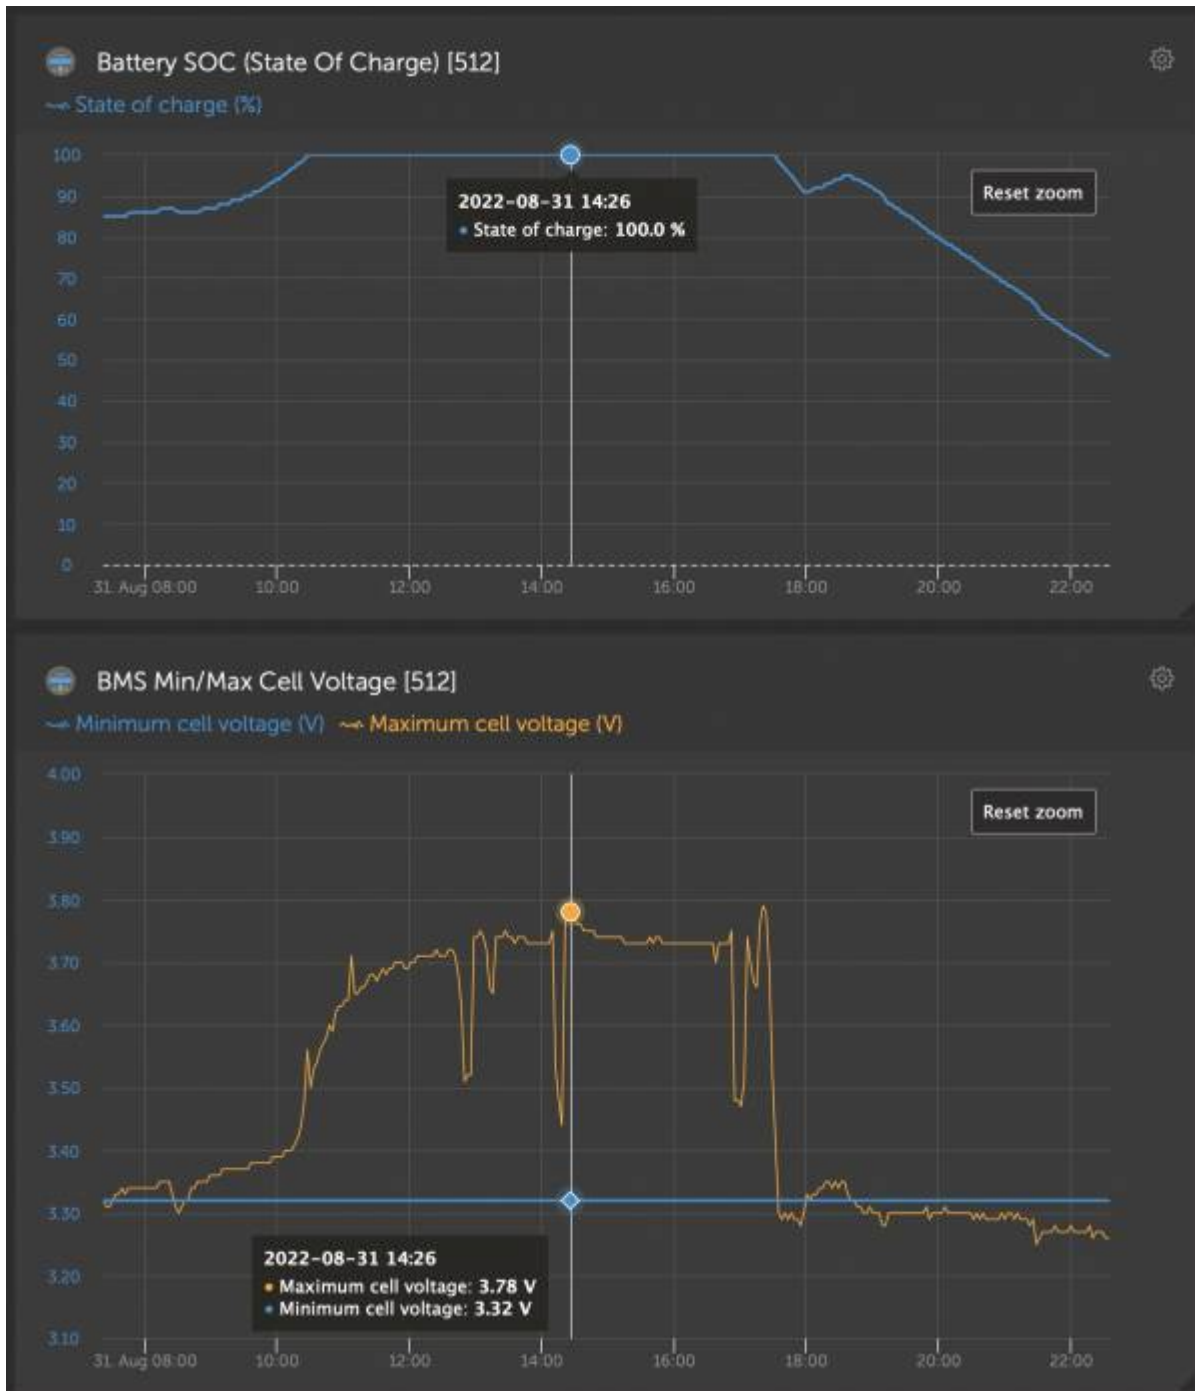 Battery SOC (State Of Charge) [512]
State of charge (%)
100
90
80
70
60
50
40
30
20
10
0
Reset zoom
2022-08-31 14:26
State of charge: 100.0 %
31. Aug 08:00 10:00 12:00 14:00 16:00 18:00 20:00 22:00
BMS Min/Max Cell Voltage [512]
Minimum cell voltage (V) Maximum cell voltage (V)
4.00
3.90
3.80
3.70
3.60
3.50
3.40
3.30
3.20
3.10
Reset zoom
2022-08-31 14:26
Maximum cell voltage: 3.78 V
Minimum cell voltage: 3.32 V
31. Aug 08:00 10:00 12:00 14:00 16:00 18:00 20:00 22:00